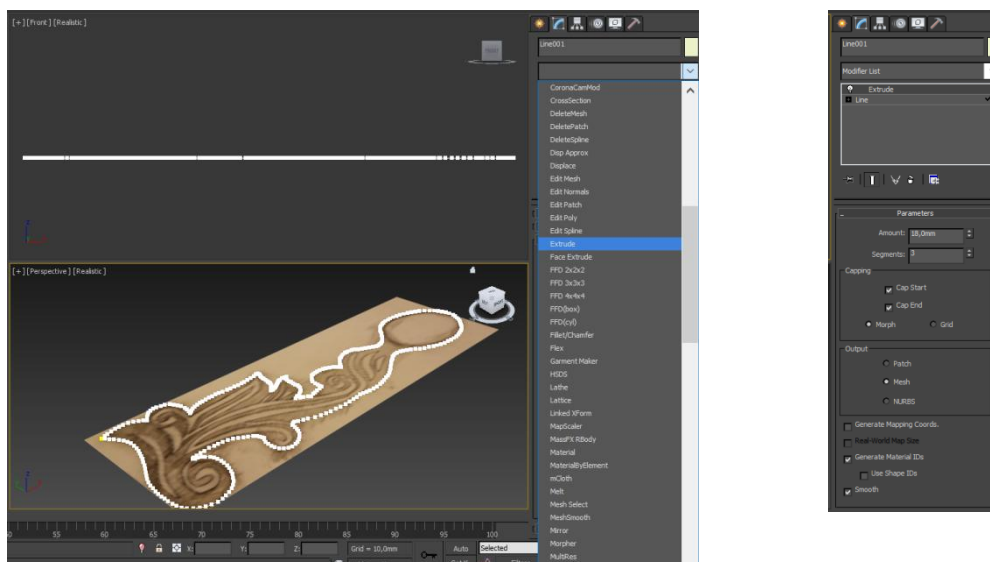 [+][Front][Realistic]
FRONT
[+][Perspective][Realistic]
50 55 60 65 70 75 80 85 90 95 100
X: Y: Z: Grid = 10,0mm Auto Selected
Line001
CoronaCamMod
CrossSection
DeleteMesh
DeletePatch
DeleteSpline
Disp Approx
Displace
Edit Mesh
Edit Normals
Edit Patch
Edit Poly
Edit Spline
Extrude
Face Extrude
FFD 2x2x2
FFD 3x3x3
FFD 4x4x4
FFD(box)
FFD(cyl)
Fillet/Chamfer
Flex
Garment Maker
HSDS
Lathe
Lattice
Linked XForm
MapScaler
MassFX RBody
Material
MaterialByElement
mCloth
Melt
Mesh Select
MeshSmooth
Mirror
Morpher
MultiRes
Line001
Modifier List
Extrude
Line
- Parameters
Amount: 18,0mm
Segments: 3
Capping
Cap Start
Cap End
Morph Grid
Output
Patch
Mesh
NURBS
Generate Mapping Coords.
Real-World Map Size
Generate Material IDs
Use Shape IDs
Smooth